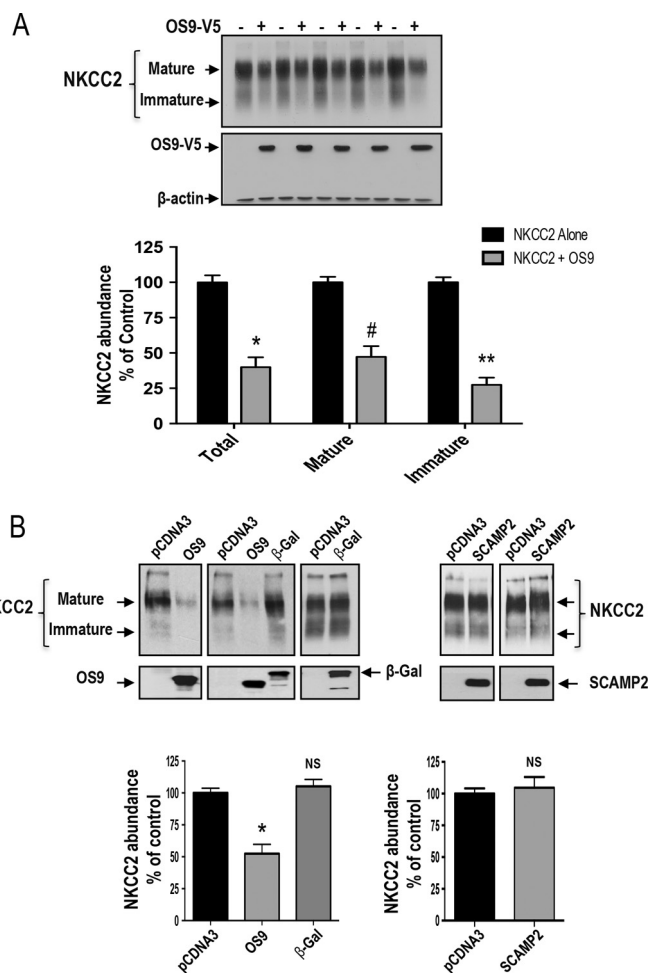 A
OS9-V5 - + - + - + - + - +
NKCC2
Mature
Immature
OS9-V5
β-actin
NKCC2 Alone
NKCC2 + OS9
NKCC2 abundance
% of Control
125
100
75
50
25
0
* # **
Total Mature Immature
B
pCDNA3 OS9 pCDNA3 OS9 β-Gal pCDNA3 β-Gal pCDNA3 SCAMP2 pCDNA3 SCAMP2
KCC2
Mature
Immature
NKCC2
OS9
β-Gal
SCAMP2
NKCC2 abundance
% of control
125
100
75
50
25
0
* NS
pCDNA3 OS9 β-Gal
NKCC2 abundance
% of control
125
100
75
50
25
0
NS
pCDNA3 SCAMP2